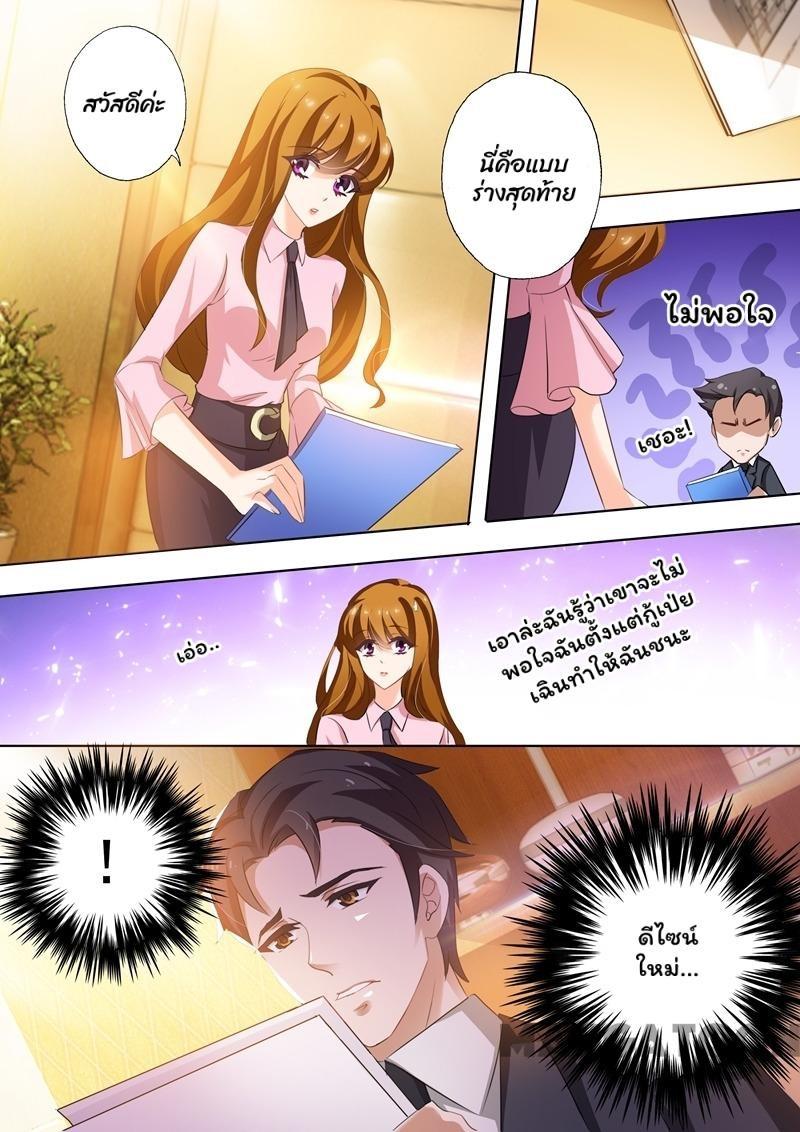 สวัสดีค่ะ
นี่คือแบบ
ร่างสุดท้าย
ไม่พอใจ
เชอะ!
เอ่อ..
เอาล่ะฉันรู้ว่าเขาจะไม่
พอใจฉันตั้งแต่กู้เป่ย
เฉินทำให้ฉันชนะ
!
ดีไซน์
ใหม่...